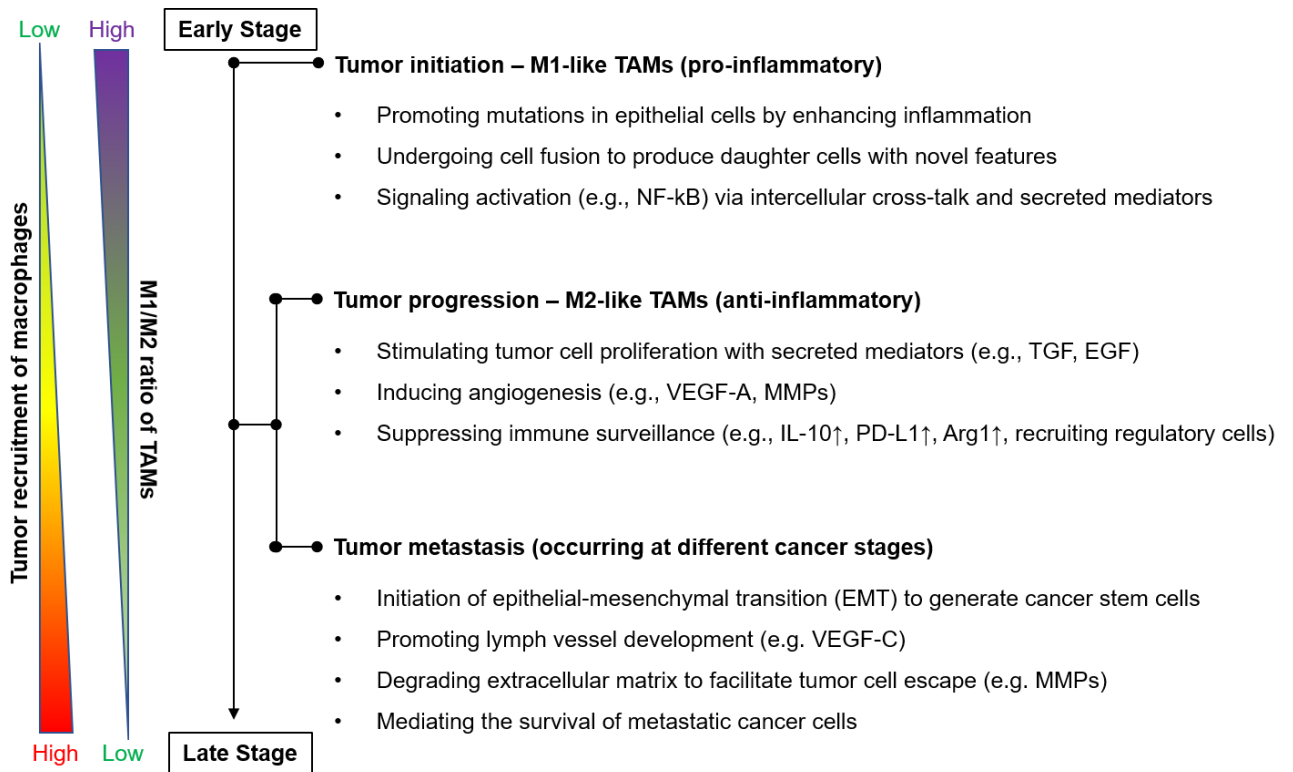 Low
High
Early Stage
Tumor initiation – M1-like TAMs (pro-inflammatory)
• Promoting mutations in epithelial cells by enhancing inflammation
• Undergoing cell fusion to produce daughter cells with novel features
• Signaling activation (e.g., NF-kB) via intercellular cross-talk and secreted mediators
Tumor recruitment of macrophages
M1/M2 ratio of TAMs
Tumor progression – M2-like TAMs (anti-inflammatory)
• Stimulating tumor cell proliferation with secreted mediators (e.g., TGF, EGF)
• Inducing angiogenesis (e.g., VEGF-A, MMPs)
• Suppressing immune surveillance (e.g., IL-10↑, PD-L1↑, Arg1↑, recruiting regulatory cells)
Tumor metastasis (occurring at different cancer stages)
• Initiation of epithelial-mesenchymal transition (EMT) to generate cancer stem cells
• Promoting lymph vessel development (e.g. VEGF-C)
• Degrading extracellular matrix to facilitate tumor cell escape (e.g. MMPs)
• Mediating the survival of metastatic cancer cells
High
Low
Late Stage